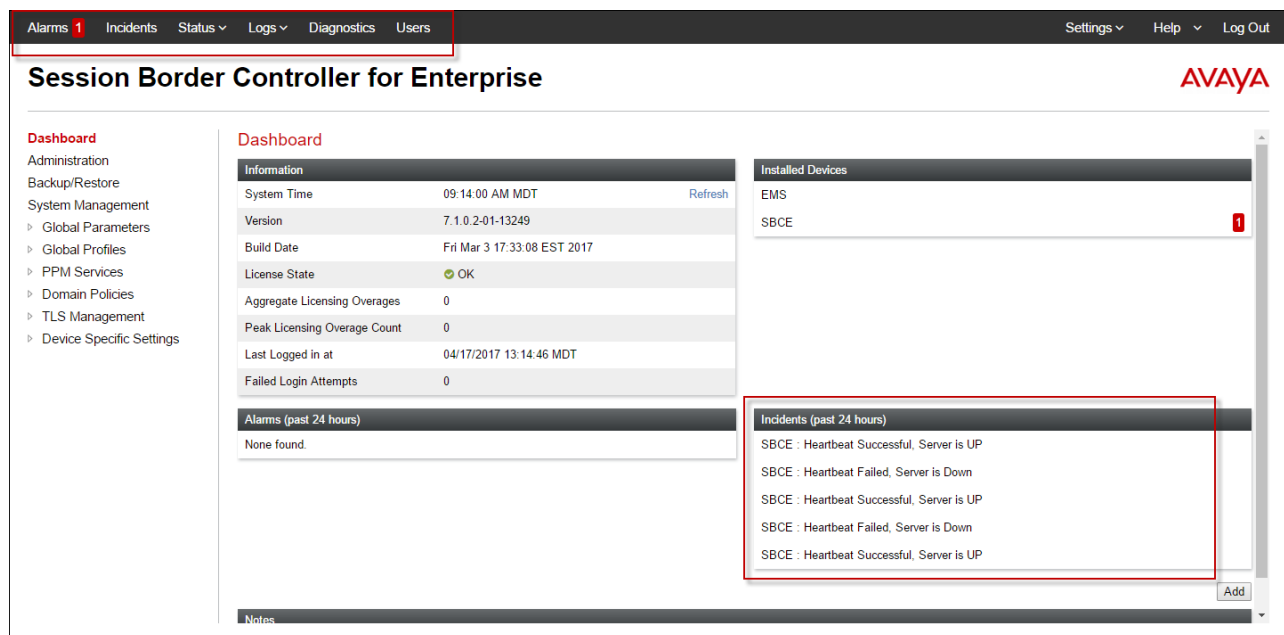 Alarms 1 Incidents Status Logs Diagnostics Users Settings Help Log Out
Session Border Controller for Enterprise
AVAYA
Dashboard
Administration
Backup/Restore
System Management
Global Parameters
Global Profiles
PPM Services
Domain Policies
TLS Management
Device Specific Settings
Dashboard
Information
System Time 09:14:00 AM MDT Refresh
Version 7.1.0.2-01-13249
Build Date Fri Mar 3 17:33:08 EST 2017
License State OK
Aggregate Licensing Overages 0
Peak Licensing Overage Count 0
Last Logged in at 04/17/2017 13:14:46 MDT
Failed Login Attempts 0
Installed Devices
EMS
SBCE 1
Alarms (past 24 hours)
None found.
Incidents (past 24 hours)
SBCE : Heartbeat Successful, Server is UP
SBCE : Heartbeat Failed, Server is Down
SBCE : Heartbeat Successful, Server is UP
SBCE : Heartbeat Failed, Server is Down
SBCE : Heartbeat Successful, Server is UP
Add
Notes